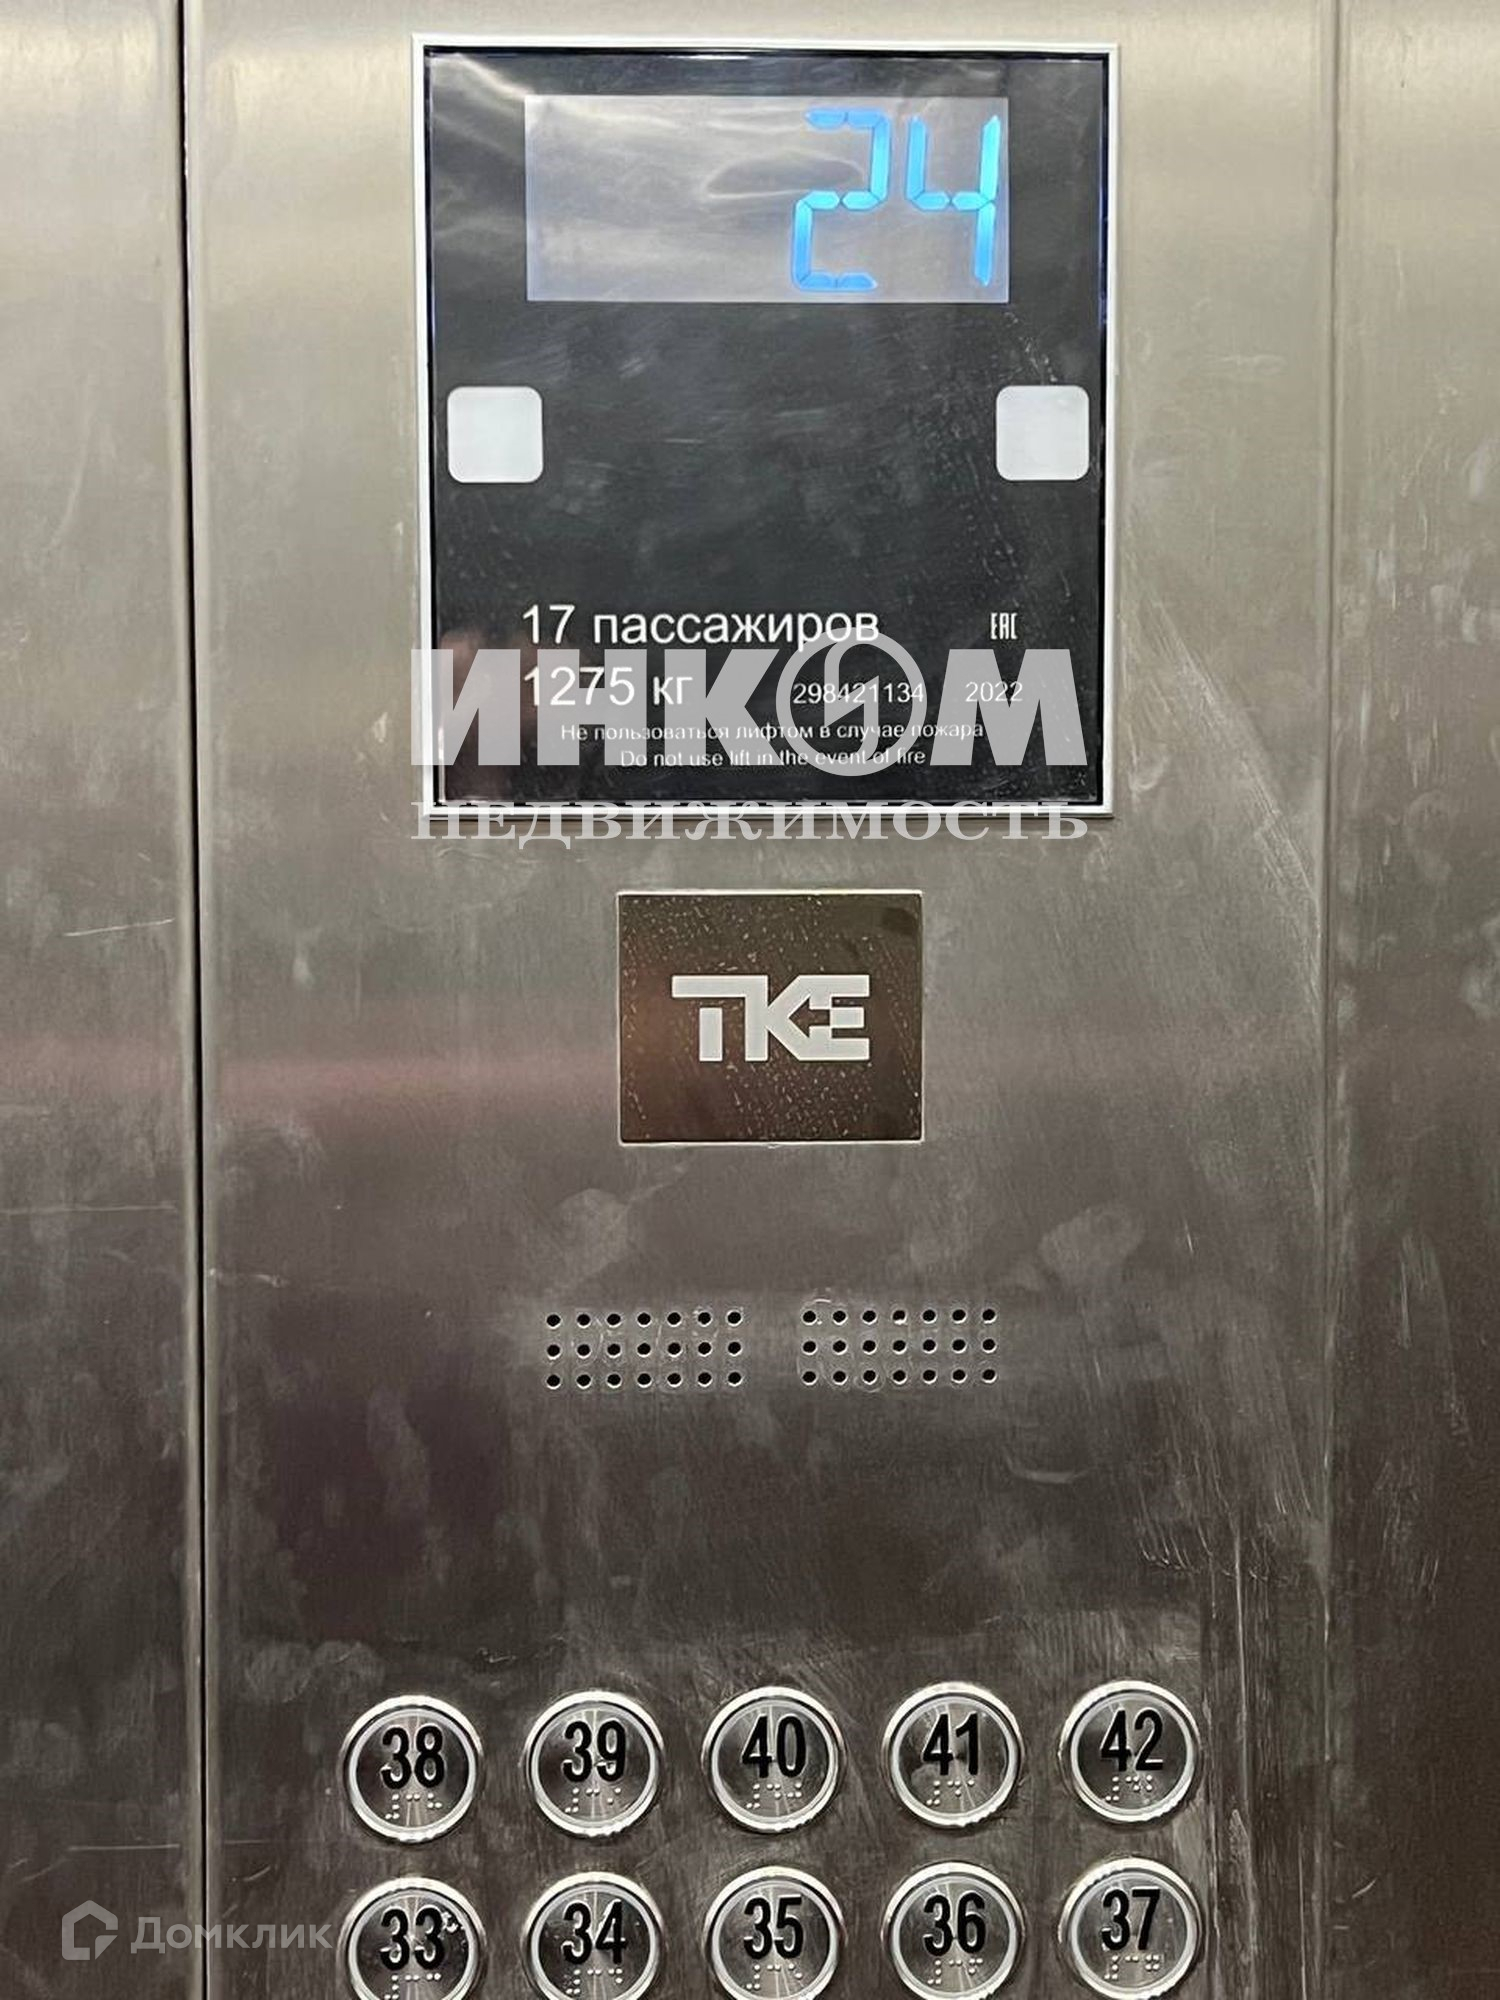 24
17 пассажиров
EAC
1275 кг
298421134
2022
Не пользоваться лифтом в случае пожара
Do not use lift in the event of fire
ИНКОМ
НЕДВИЖИМОСТЬ
TKE
38 39 40 41 42
33 34 35 36 37
Домклик